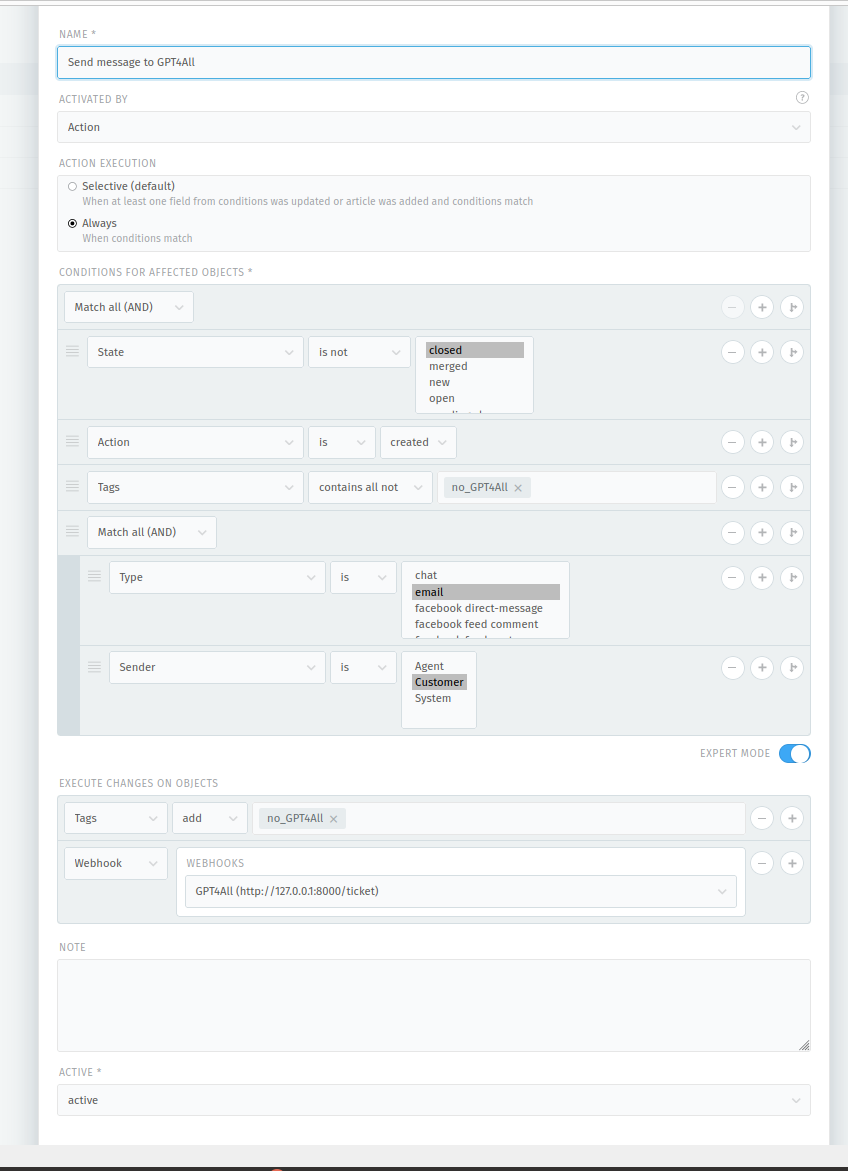 NAME *
Send message to GPT4All
ACTIVATED BY
?
Action
ACTION EXECUTION
Selective (default)
When at least one field from conditions was updated or article was added and conditions match
Always
When conditions match
CONDITIONS FOR AFFECTED OBJECTS *
Match all (AND)
State is not closed
merged
new
open
Action is created
Tags contains all not no_GPT4All ×
Match all (AND)
Type is chat
email
facebook direct-message
facebook feed comment
Sender is Agent
Customer
System
EXPERT MODE
EXECUTE CHANGES ON OBJECTS
Tags add no_GPT4All ×
Webhook WEBHOOKS
GPT4All (http://127.0.0.1:8000/ticket)
NOTE
ACTIVE *
active